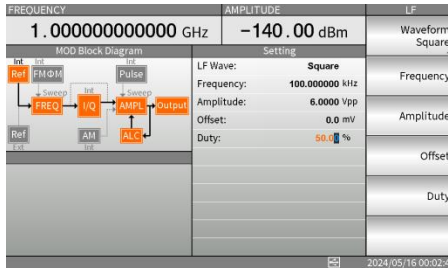 FREQUENCY
AMPLITUDE
LF
1.000000000000 GHz
-140.00 dBm
MOD Block Diagram
Setting
Int
Ref
Int
FMΦM
Int
Pulse
Sweep
Int
Sweep
FREQ
I/Q
AMPL
Output
Ref
Ext
AM
Int
ALC
LF Wave: Square
Frequency: 100.000000 kHz
Amplitude: 6.0000 Vpp
Offset: 0.0 mV
Duty: 50.00 %
Waveform
Square
Frequency
Amplitude
Offset
Duty
2024/05/16 00:02:4